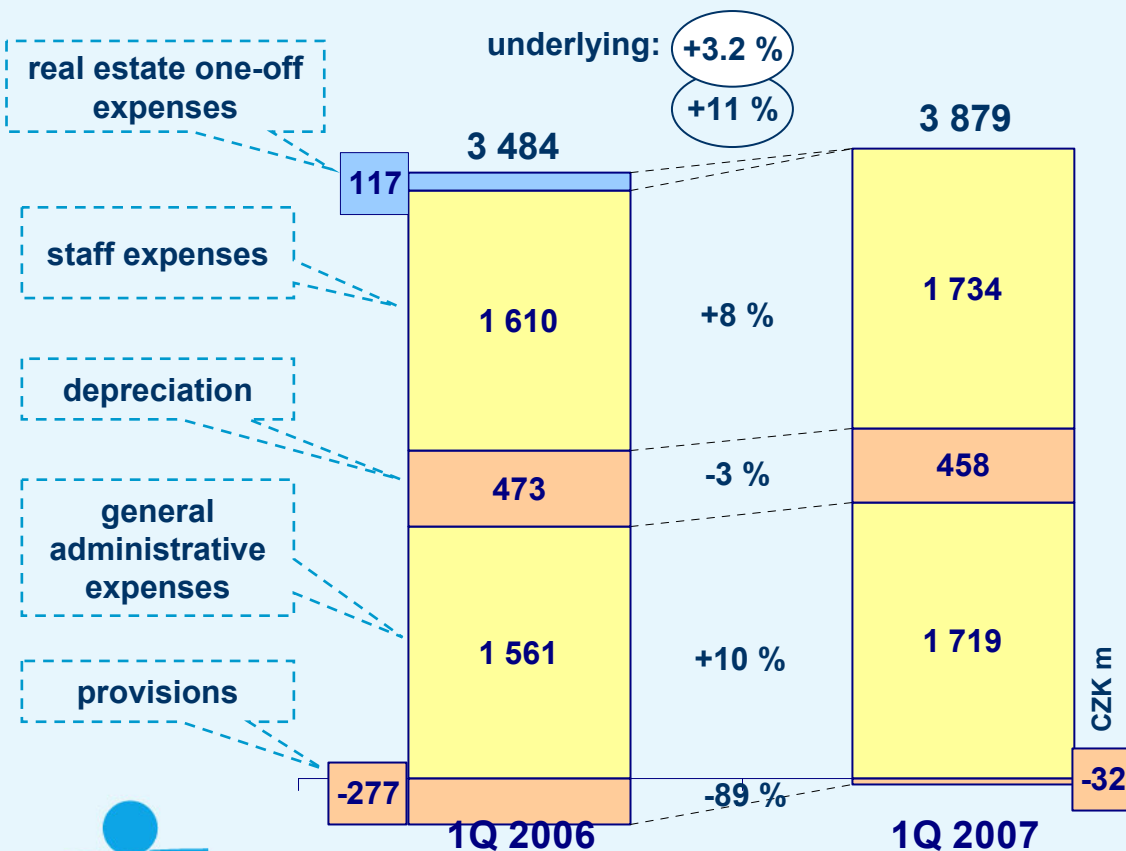 underlying: +3.2 %
+11 %
real estate one-off
expenses
3 484
3 879
117
staff expenses
1 610
+8 %
1 734
depreciation
473
-3 %
458
general
administrative
expenses
1 561
+10 %
1 719
provisions
CZK m
-277
-89 %
-32
1Q 2006
1Q 2007